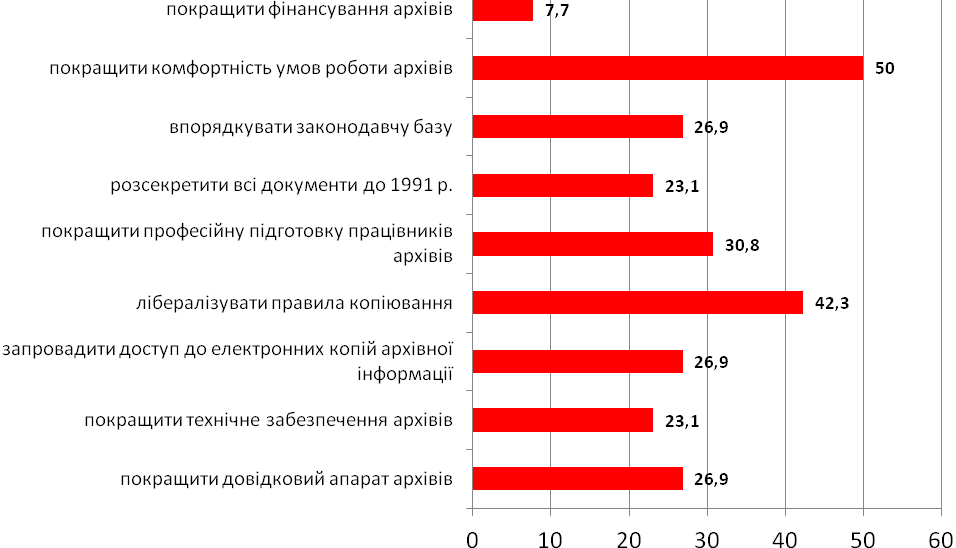 покращити фінансування архівів
7,7
покращити комфортність умов роботи архівів
50
впорядкувати законодавчу базу
26,9
розсекретити всі документи до 1991 р.
23,1
покращити професійну підготовку працівників
архівів
30,8
лібералізувати правила копіювання
42,3
запровадити доступ до електронних копій архівної
інформації
26,9
покращити технічне забезпечення архівів
23,1
покращити довідковий апарат архівів
26,9
0 10 20 30 40 50 60